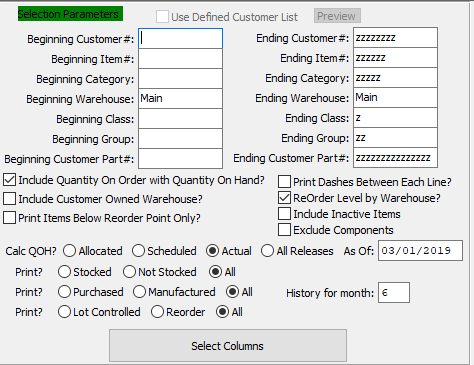 Selection Parameters Use Defined Customer List Preview
Beginning Customer#: Ending Customer#: zzzzzzzz
Beginning Item#: Ending Item#: zzzzz
Beginning Category: Ending Category: zzzzz
Beginning Warehouse: Main Ending Warehouse: Main
Beginning Class: Ending Class: z
Beginning Group: Ending Group: zz
Beginning Customer Part#: Ending Customer Part#: zzzzzzzzzzzzzzz
Include Quantity On Order with Quantity On Hand? Print Dashes Between Each Line?
Include Customer Owned Warehouse? ReOrder Level by Warehouse?
Print Items Below Reorder Point Only? Include Inactive Items
Exclude Components
Calc QOH? Allocated Scheduled Actual All Releases As Of: 03/01/2019
Print? Stocked Not Stocked All
Print? Purchased Manufactured All History for month: 6
Print? Lot Controlled Reorder All
Select Columns